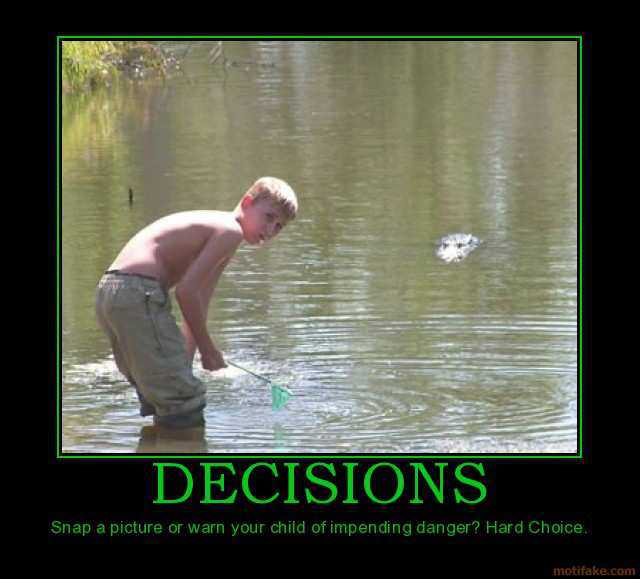 DECISIONS
Snap a picture or warn your child of impending danger? Hard Choice.
motifake.com